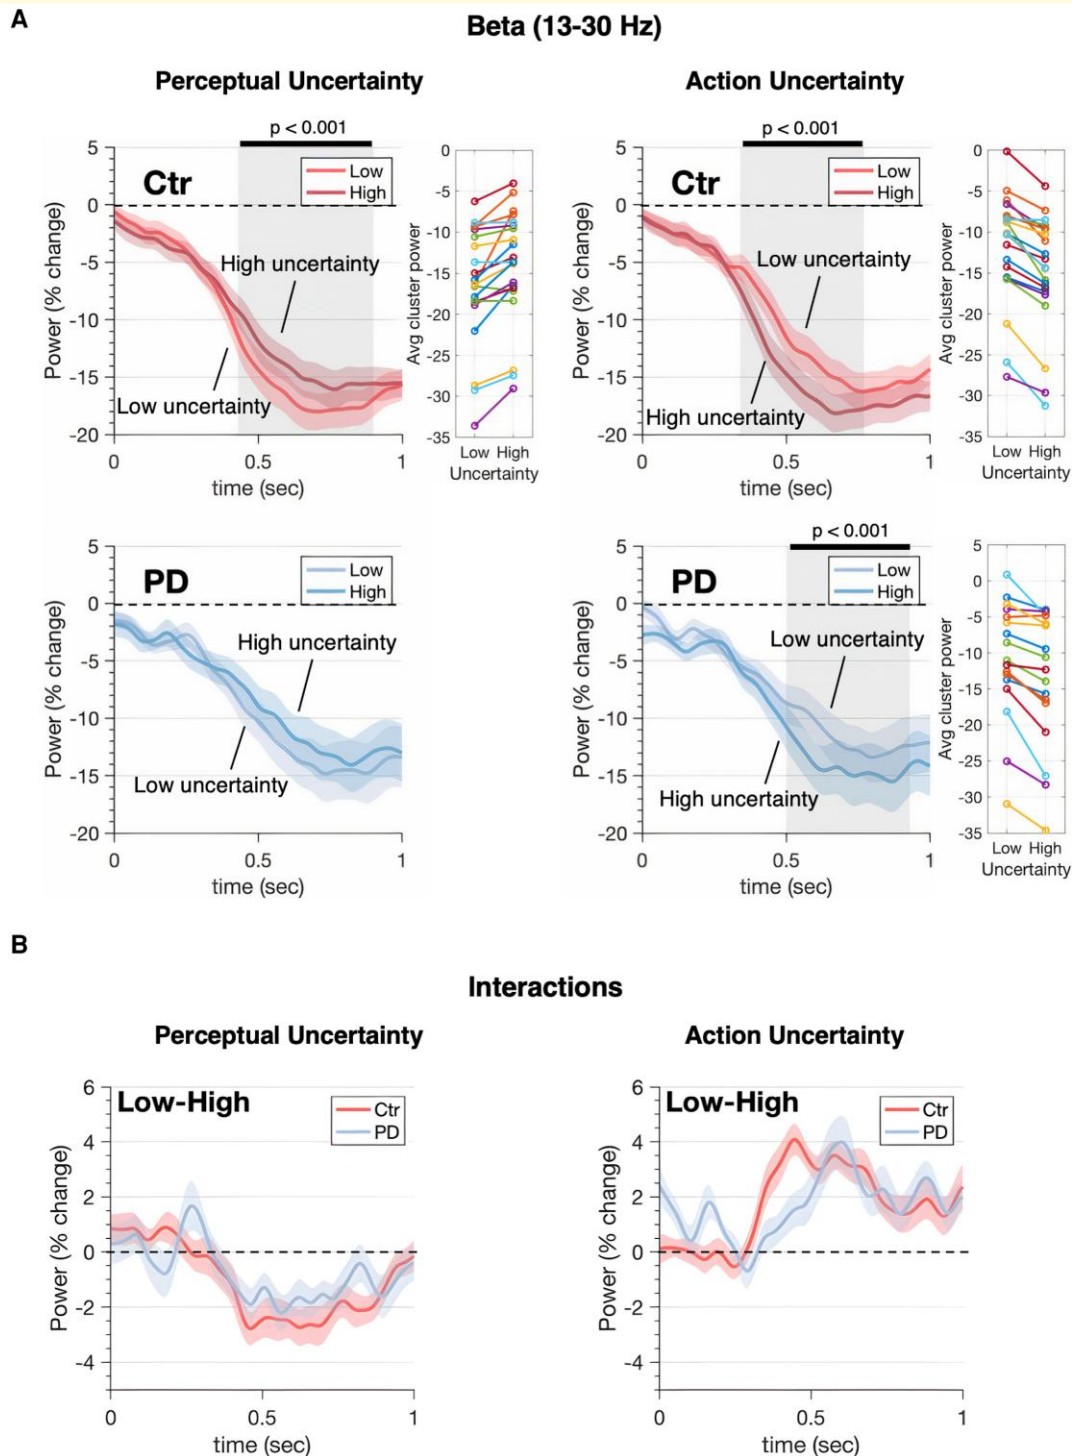 A
Beta (13-30 Hz)
Perceptual Uncertainty
p < 0.001
Ctr
Low
High
High uncertainty
Low uncertainty
Power (% change)
5
0
-5
-10
-15
-20
0
0.5
1
time (sec)
Avg cluster power
0
-5
-10
-15
-20
-25
-30
-35
Low High
Uncertainty
Action Uncertainty
p < 0.001
Ctr
Low
High
Low uncertainty
High uncertainty
Power (% change)
5
0
-5
-10
-15
-20
0
0.5
1
time (sec)
Avg cluster power
0
-5
-10
-15
-20
-25
-30
-35
Low High
Uncertainty
PD
Low
High
High uncertainty
Low uncertainty
Power (% change)
5
0
-5
-10
-15
-20
0
0.5
1
time (sec)
p < 0.001
PD
Low
High
Low uncertainty
High uncertainty
Power (% change)
5
0
-5
-10
-15
-20
0
0.5
1
time (sec)
Avg cluster power
5
0
-5
-10
-15
-20
-25
-30
-35
Low High
Uncertainty
B
Interactions
Perceptual Uncertainty
Low-High
Ctr
PD
Power (% change)
6
4
2
0
-2
-4
0
0.5
1
time (sec)
Action Uncertainty
Low-High
Ctr
PD
Power (% change)
6
4
2
0
-2
-4
0
0.5
1
time (sec)